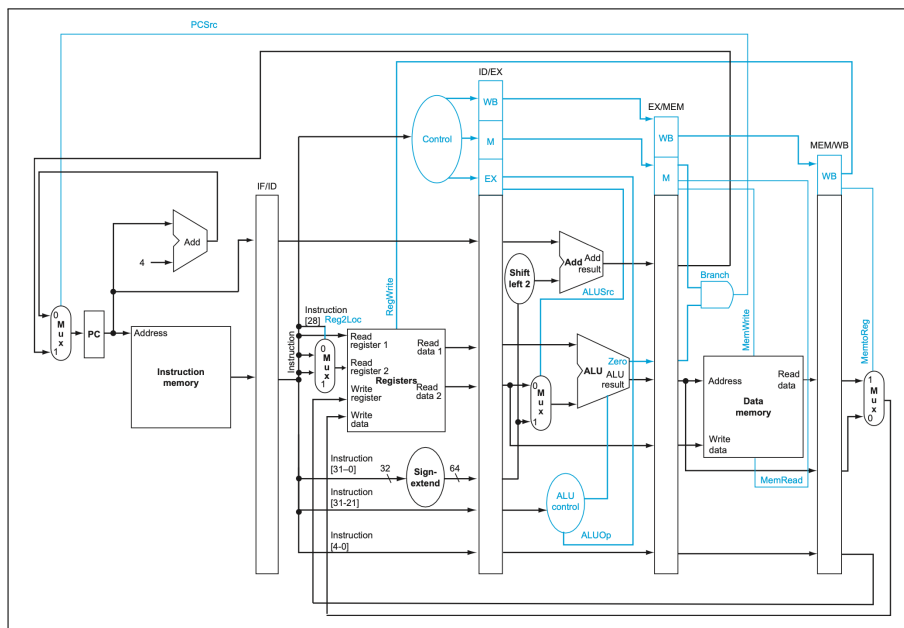 PCSrc
ID/EX
WB
EX/MEM
Control
M
WB
MEM/WB
EX
M
WB
IF/ID
Add
4
Add
Add
result
Shift
left 2
Branch
RegWrite
ALUSrc
MemWrite
MemtoReg
0
M
u
x
1
PC
Address
Instruction
memory
Instruction
Instruction
[28]
Reg2Loc
0
M
u
x
1
Read
register 1
Read
register 2
Write
register
Write
data
Registers
Read
data 1
Read
data 2
0
M
u
x
1
Zero
ALU
ALU
result
Address
Read
data
Data
memory
Write
data
1
M
u
x
0
Instruction
[31–0]
32
Sign-
extend
64
MemRead
Instruction
[31-21]
ALU
control
ALUOp
Instruction
[4-0]